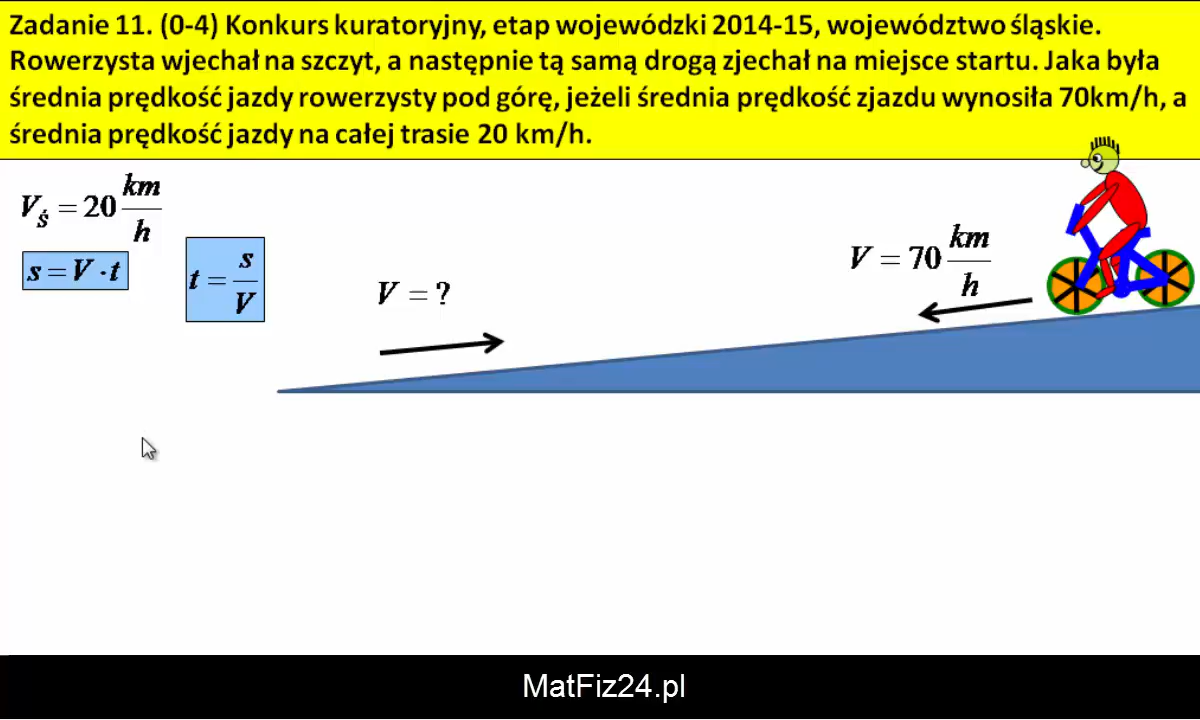 Zadanie 11. (0-4) Konkurs kuratoryjny, etap wojewódzki 2014-15, województwo śląskie.
Rowerzysta wjechał na szczyt, a następnie tą samą drogą zjechał na miejsce startu. Jaka była
średnia prędkość jazdy rowerzysty pod górę, jeżeli średnia prędkość zjazdu wynosiła 70km/h, a
średnia prędkość jazdy na całej trasie 20 km/h.
V_ś = 20 km/h
s = V · t
t = s/V
V = ?
V = 70 km/h
MatFiz24.pl